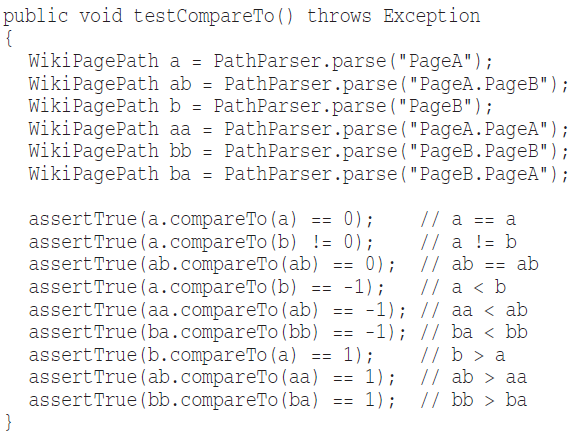 public void testCompareTo() throws Exception
{
  WikiPagePath a = PathParser.parse("PageA");
  WikiPagePath ab = PathParser.parse("PageA.PageB");
  WikiPagePath b = PathParser.parse("PageB");
  WikiPagePath aa = PathParser.parse("PageA.PageA");
  WikiPagePath bb = PathParser.parse("PageB.PageB");
  WikiPagePath ba = PathParser.parse("PageB.PageA");

  assertTrue(a.compareTo(a) == 0);    // a == a
  assertTrue(a.compareTo(b) != 0);    // a != b
  assertTrue(ab.compareTo(ab) == 0);  // ab == ab
  assertTrue(a.compareTo(b) == -1);   // a < b
  assertTrue(aa.compareTo(ab) == -1); // aa < ab
  assertTrue(ba.compareTo(bb) == -1); // ba < bb
  assertTrue(b.compareTo(a) == 1);    // b > a
  assertTrue(ab.compareTo(aa) == 1);  // ab > aa
  assertTrue(bb.compareTo(ba) == 1);  // bb > ba
}